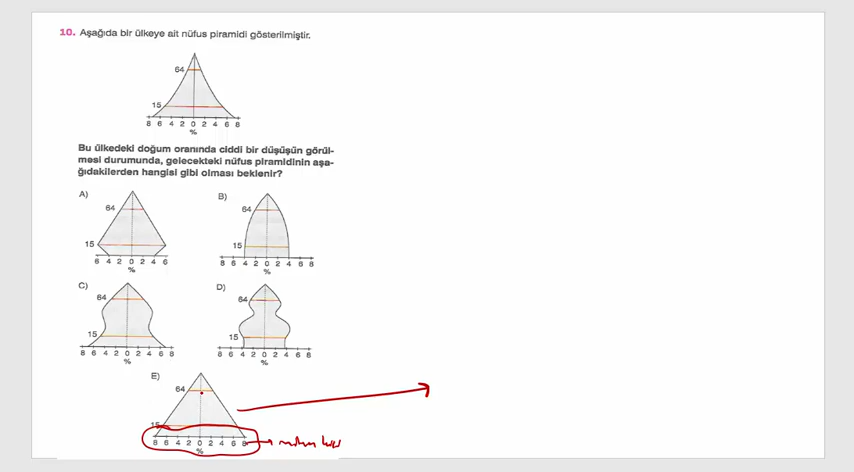 10. Aşağıda bir ülkeye ait nüfus piramidi gösterilmiştir.
64
15
8 6 4 2 0 2 4 6 8
%
Bu ülkedeki doğum oranında ciddi bir düşüşün görül-
mesi durumunda, gelecekteki nüfus piramidinin aşa-
ğıdakilerden hangisi gibi olması beklenir?
A)
64
15
6 4 2 0 2 4 6
%
B)
64
15
8 6 4 2 0 2 4 6 8
%
C)
64
15
8 6 4 2 0 2 4 6 8
%
D)
64
15
8 6 4 2 0 2 4 6 8
%
E)
64
15
8 6 4 2 0 2 4 6 8
%